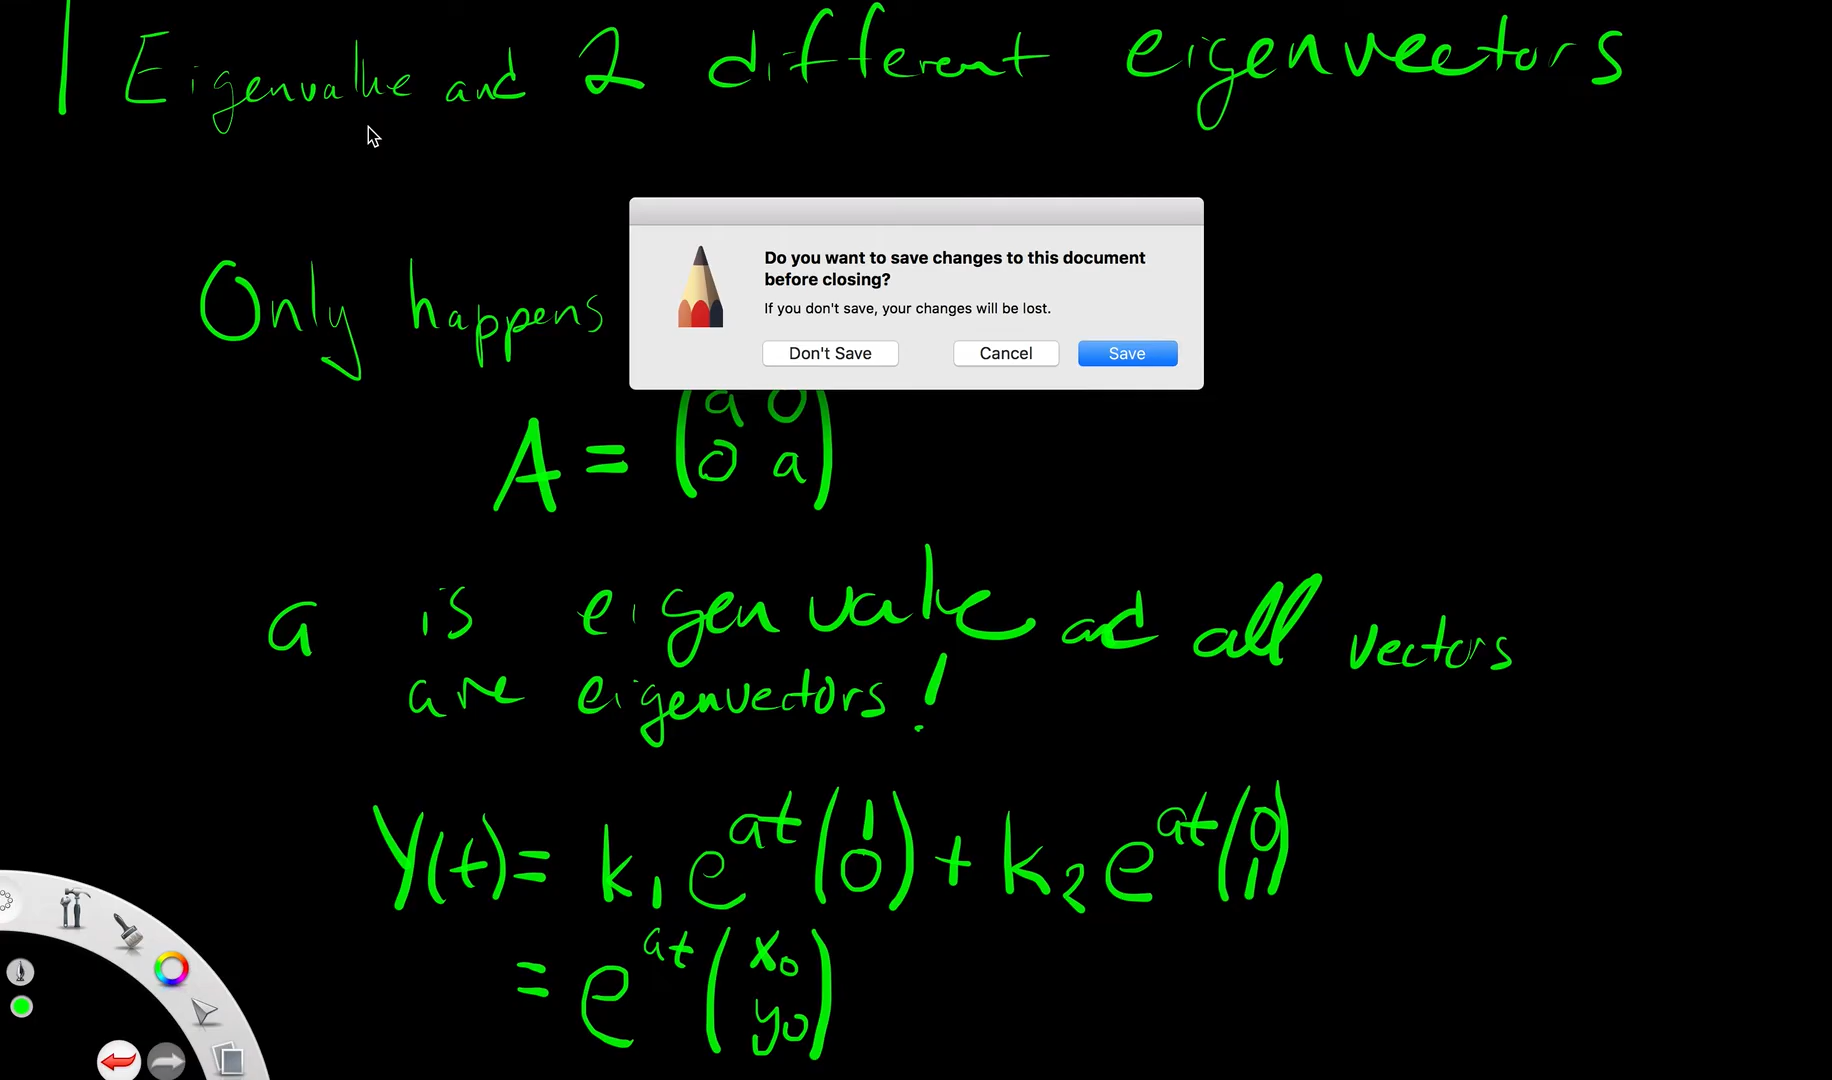 1 Eigenvalue and 2 different eigenvectors
Do you want to save changes to this document
before closing?
If you don't save, your changes will be lost.
Don't Save Cancel Save
Only happens
A = (a 0
0 a)
a is eigenvalue and all vectors
are eigenvectors!
Y(t) = k₁e^{at}(1 0) + k₂e^{at}(0 1)
= e^{at}(x₀ y₀)